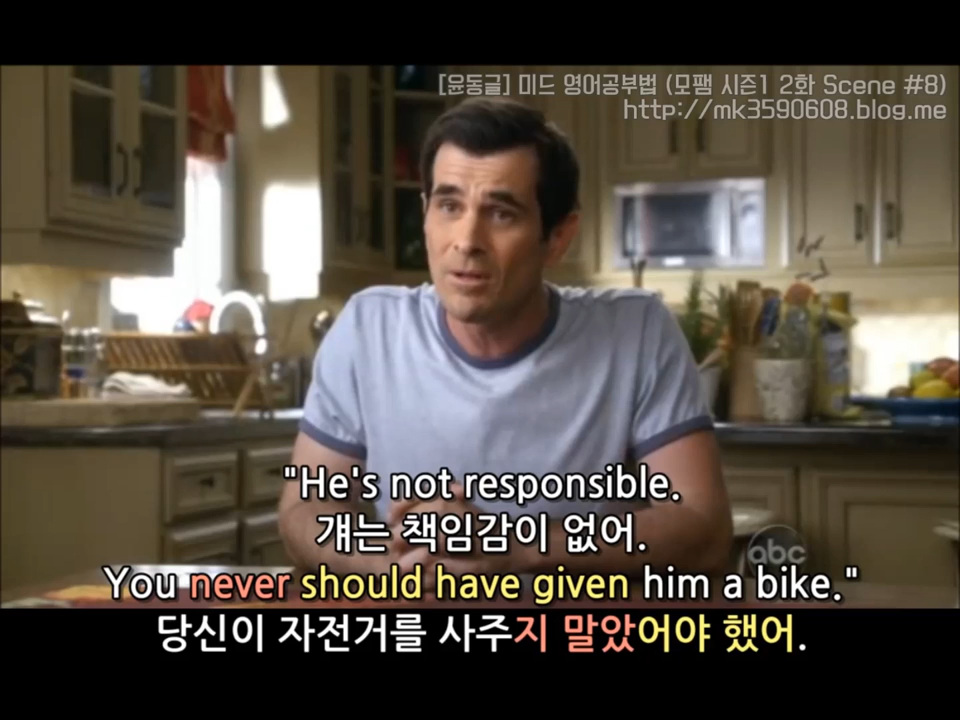 [윤동글] 미드 영어공부법 (모팸 시즌1 2화 Scene #8)
http://mk3590608.blog.me
"He's not responsible.
걔는 책임감이 없어.
abc
You never should have given him a bike."
당신이 자전거를 사주지 말았어야 했어.